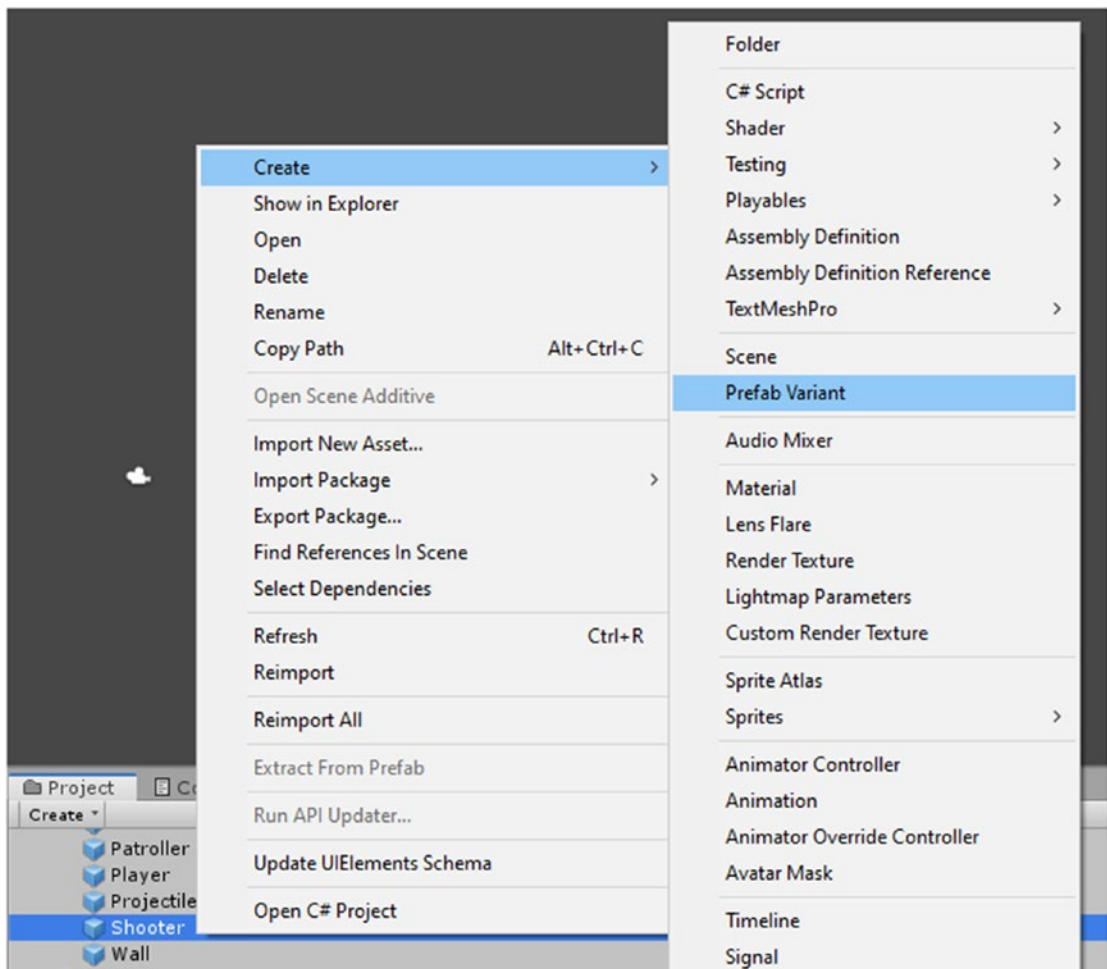 Create
Show in Explorer
Open
Delete
Rename
Copy Path Alt+Ctrl+C
Open Scene Additive
Import New Asset...
Import Package
Export Package...
Find References In Scene
Select Dependencies
Refresh Ctrl+R
Reimport
Reimport All
Extract From Prefab
Run API Updater...
Update UIElements Schema
Open C# Project
Folder
C# Script
Shader
Testing
Playables
Assembly Definition
Assembly Definition Reference
TextMeshPro
Scene
Prefab Variant
Audio Mixer
Material
Lens Flare
Render Texture
Lightmap Parameters
Custom Render Texture
Sprite Atlas
Sprites
Animator Controller
Animation
Animator Override Controller
Avatar Mask
Timeline
Signal
Project
Create
Patroller
Player
Projectile
Shooter
Wall